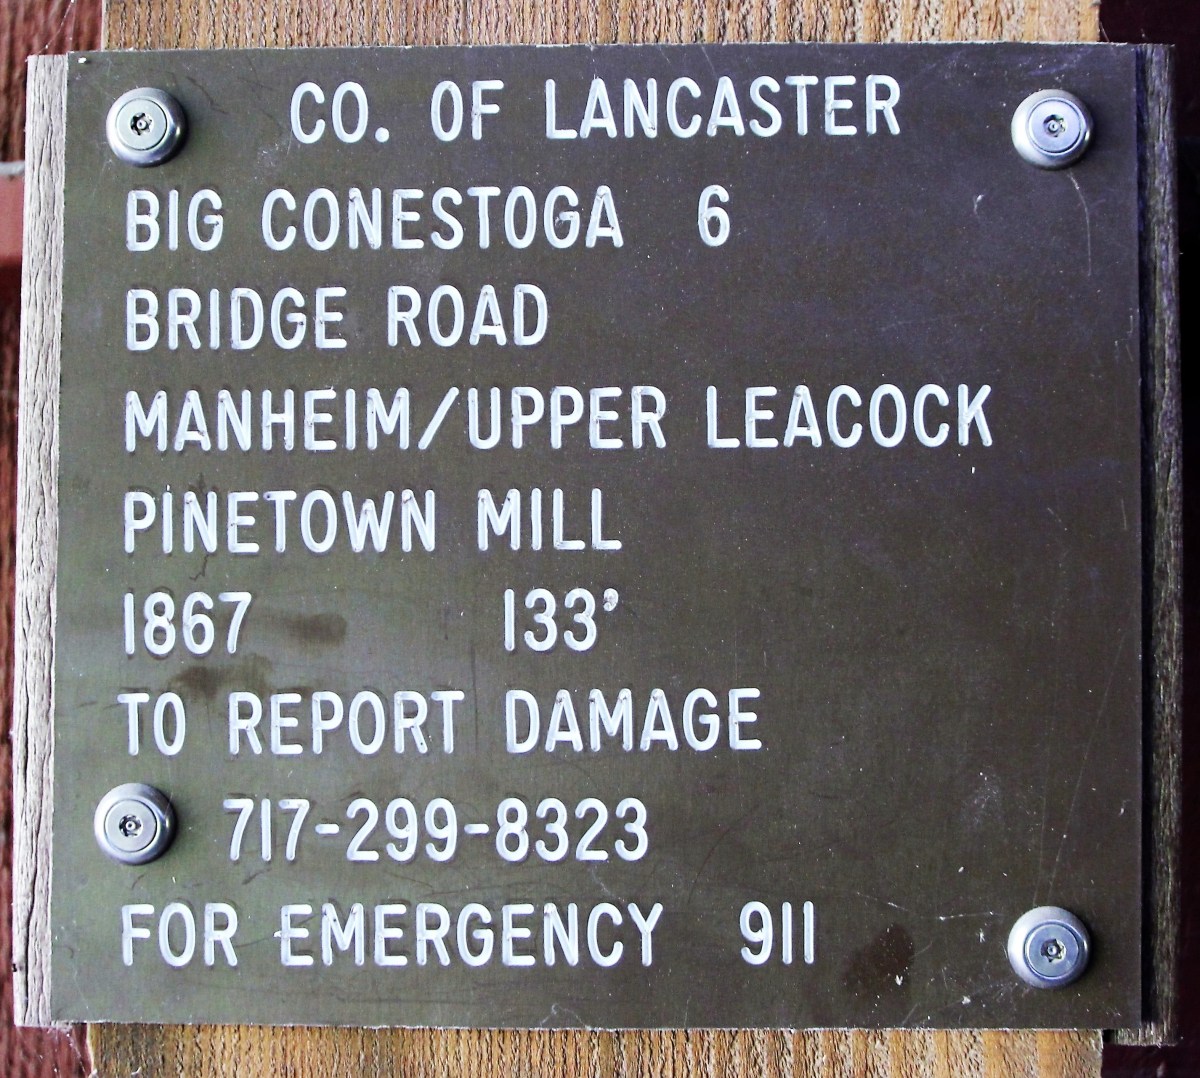 CO. OF LANCASTER
BIG CONESTOGA 6
BRIDGE ROAD
MANHEIM/UPPER LEACOCK
PINETOWN MILL
1867 133'
TO REPORT DAMAGE
717-299-8323
FOR EMERGENCY 911